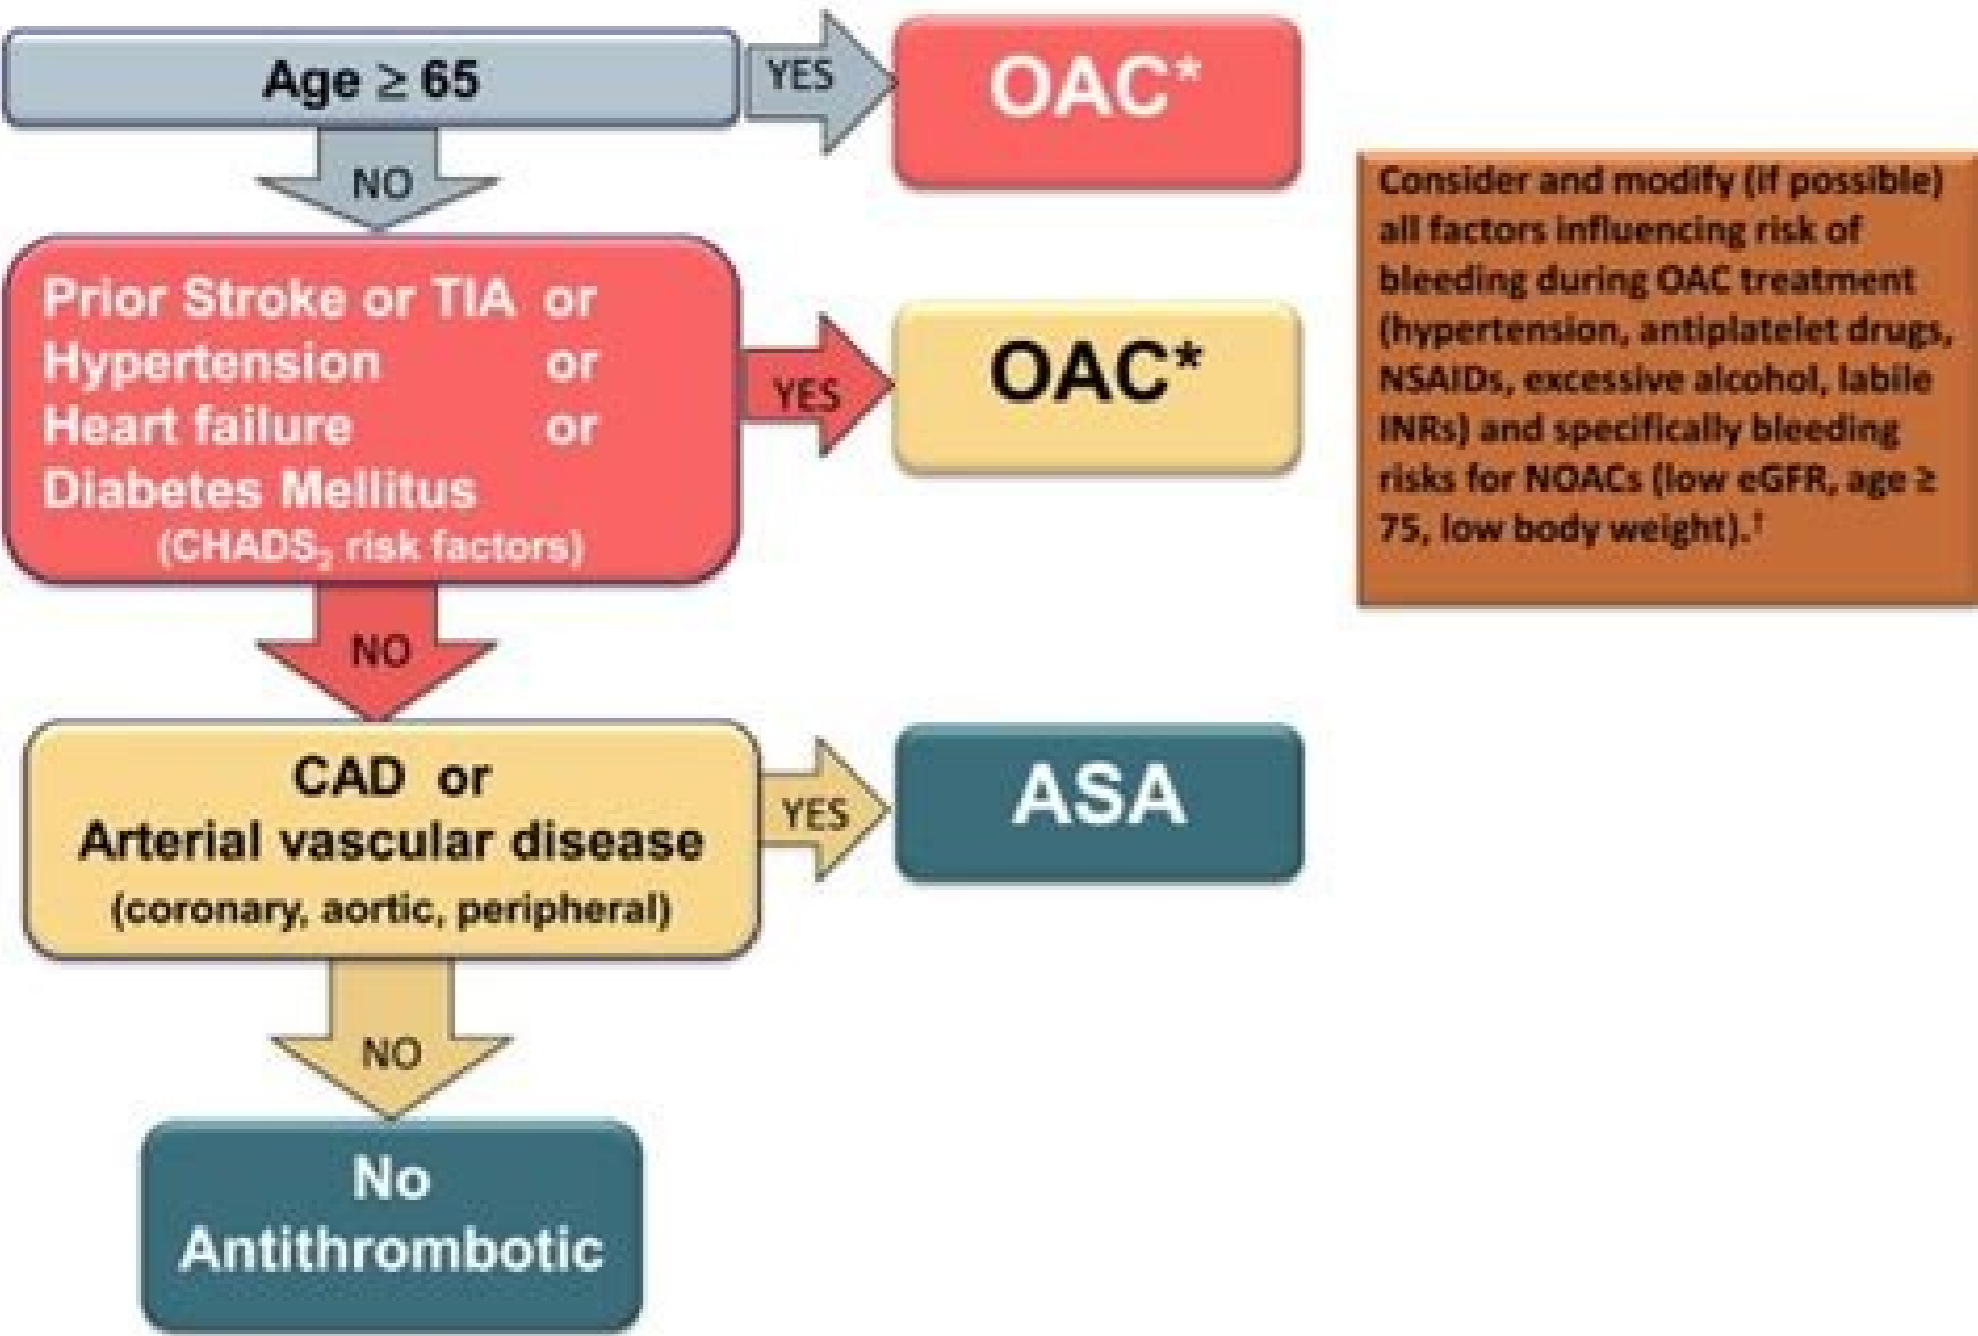 Age ≥ 65
YES
OAC*
NO
Prior Stroke or TIA or
Hypertension or
Heart failure or
Diabetes Mellitus
(CHADS₂ risk factors)
YES
OAC*
Consider and modify (if possible)
all factors influencing risk of
bleeding during OAC treatment
(hypertension, antiplatelet drugs,
NSAIDs, excessive alcohol, labile
INRs) and specifically bleeding
risks for NOACs (low eGFR, age ≥
75, low body weight).†
NO
CAD or
Arterial vascular disease
(coronary, aortic, peripheral)
YES
ASA
NO
No
Antithrombotic